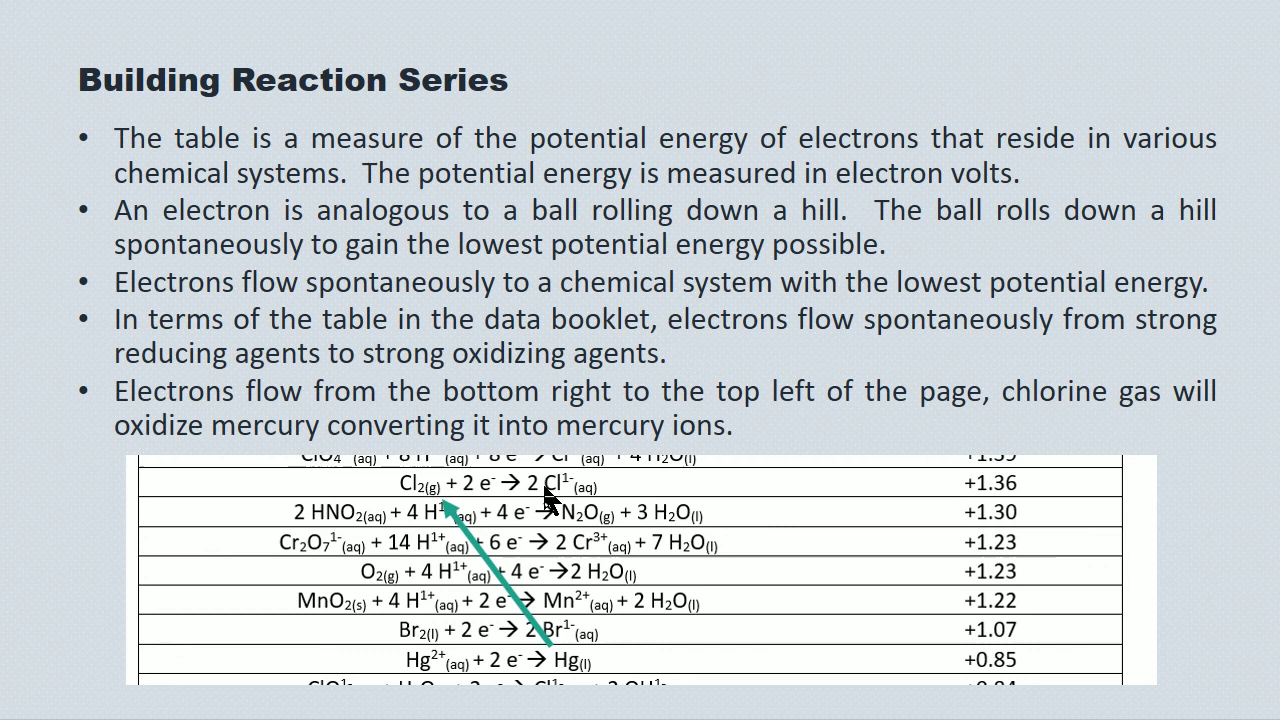 Building Reaction Series
• The table is a measure of the potential energy of electrons that reside in various
chemical systems.  The potential energy is measured in electron volts.
• An electron is analogous to a ball rolling down a hill.  The ball rolls down a hill
spontaneously to gain the lowest potential energy possible.
• Electrons flow spontaneously to a chemical system with the lowest potential energy.
• In terms of the table in the data booklet, electrons flow spontaneously from strong
reducing agents to strong oxidizing agents.
• Electrons flow from the bottom right to the top left of the page, chlorine gas will
oxidize mercury converting it into mercury ions.
Cl₂(g) + 2 e⁻ → 2 Cl¹⁻(aq) +1.36
2 HNO₂(aq) + 4 H¹⁺(aq) + 4 e⁻ → N₂O(g) + 3 H₂O(l) +1.30
Cr₂O₇¹⁻(aq) + 14 H¹⁺(aq) + 6 e⁻ → 2 Cr³⁺(aq) + 7 H₂O(l) +1.23
O₂(g) + 4 H¹⁺(aq) + 4 e⁻ →2 H₂O(l) +1.23
MnO₂(s) + 4 H¹⁺(aq) + 2 e⁻ → Mn²⁺(aq) + 2 H₂O(l) +1.22
Br₂(l) + 2 e⁻ → 2 Br¹⁻(aq) +1.07
Hg²⁺(aq) + 2 e⁻ → Hg(l) +0.85